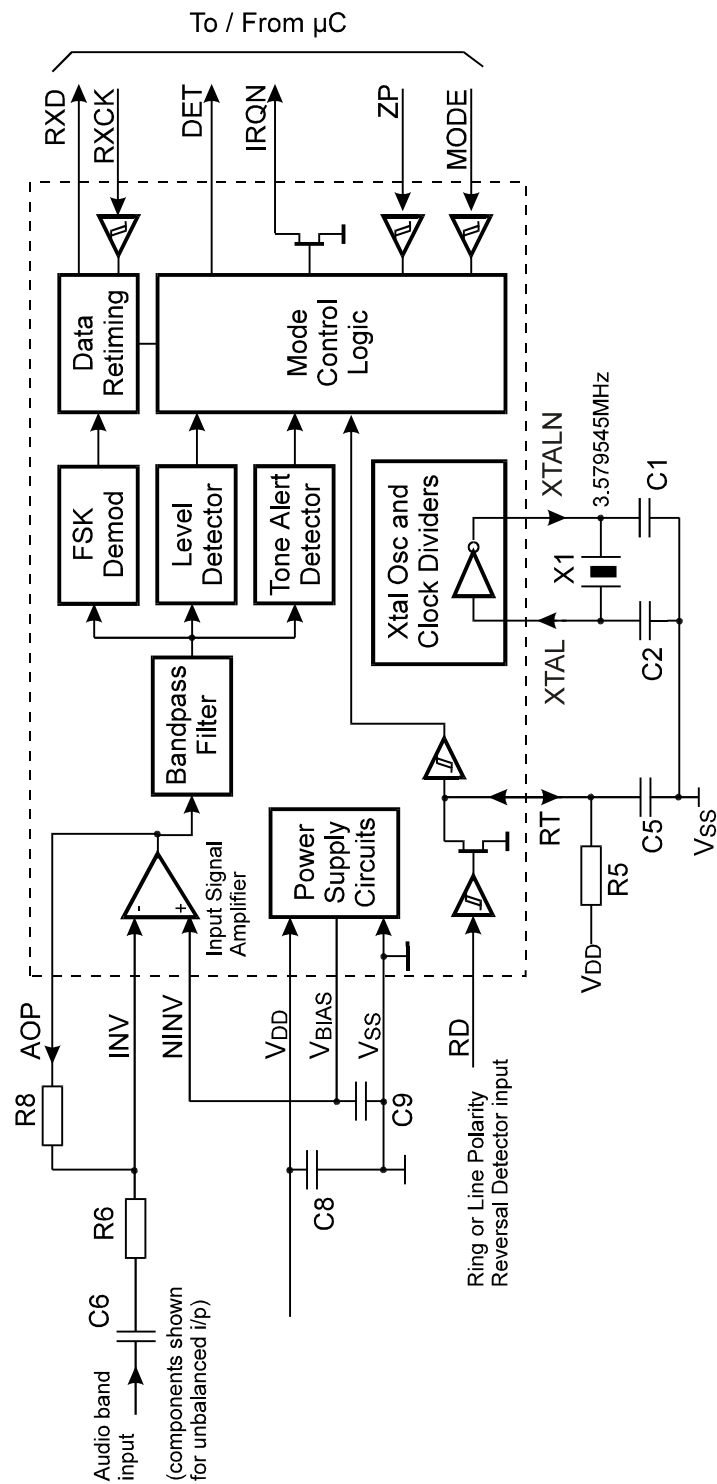 To / From µC
RXD
RXCK
DET
IRQN
ZP
MODE
Data
Retiming
Mode
Control
Logic
FSK
Demod
Level
Detector
Tone Alert
Detector
Xtal Osc and
Clock Dividers
XTALN
3.579545MHz
XTAL
X1
C1
C2
Bandpass
Filter
Input Signal
Amplifier
-
+
Power
Supply
Circuits
RT
C5
R5
VDD
VSS
AOP
INV
NINV
VDD
VBIAS
VSS
RD
R8
R6
C6
C8
C9
Ring or Line Polarity
Reversal Detector input
Audio band
input
(components shown
for unbalanced i/p)